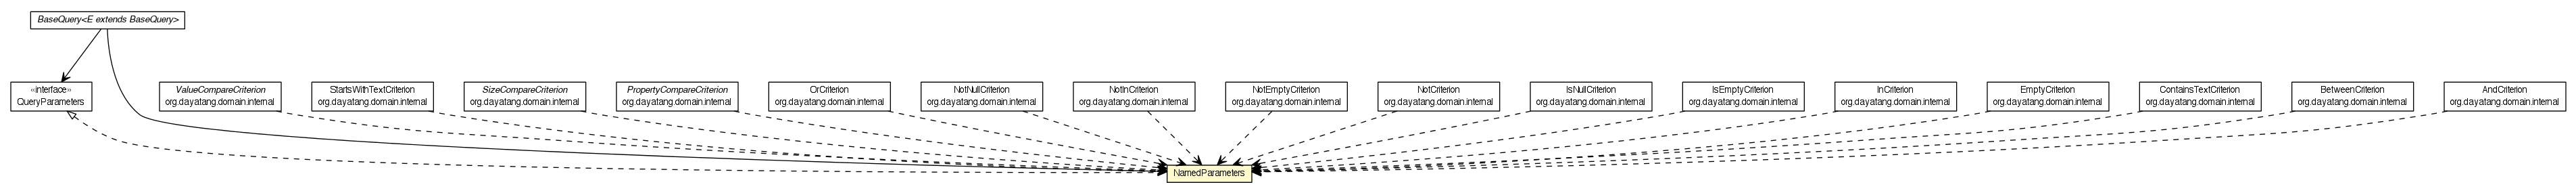 BaseQuery<E extends BaseQuery>
«interface»
QueryParameters
ValueCompareCriterion
org.dayatang.domain.internal
StartsWithTextCriterion
org.dayatang.domain.internal
SizeCompareCriterion
org.dayatang.domain.internal
PropertyCompareCriterion
org.dayatang.domain.internal
OrCriterion
org.dayatang.domain.internal
NotNullCriterion
org.dayatang.domain.internal
NotInCriterion
org.dayatang.domain.internal
NotEmptyCriterion
org.dayatang.domain.internal
NotCriterion
org.dayatang.domain.internal
IsNullCriterion
org.dayatang.domain.internal
IsEmptyCriterion
org.dayatang.domain.internal
InCriterion
org.dayatang.domain.internal
EmptyCriterion
org.dayatang.domain.internal
ContainsTextCriterion
org.dayatang.domain.internal
BetweenCriterion
org.dayatang.domain.internal
AndCriterion
org.dayatang.domain.internal
NamedParameters